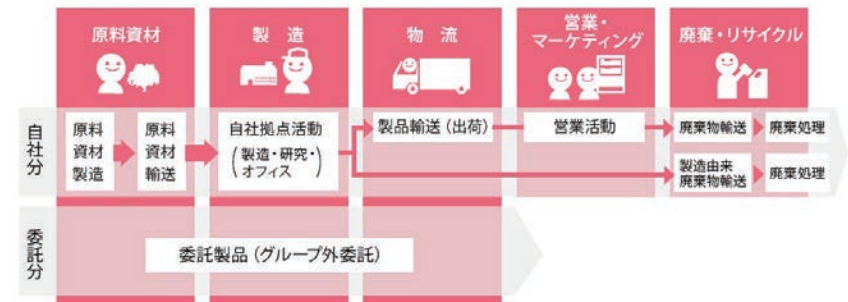 原料資材
製 造
物 流
営業・
マーケティング
廃棄・リサイクル
自社分
原料
資材
製造
原料
資材
輸送
自社拠点活動
(製造・研究・
オフィス)
製品輸送(出荷)
営業活動
廃棄物輸送
廃棄処理
製造由来
廃棄物輸送
廃棄処理
委託分
委託製品(グループ外委託)